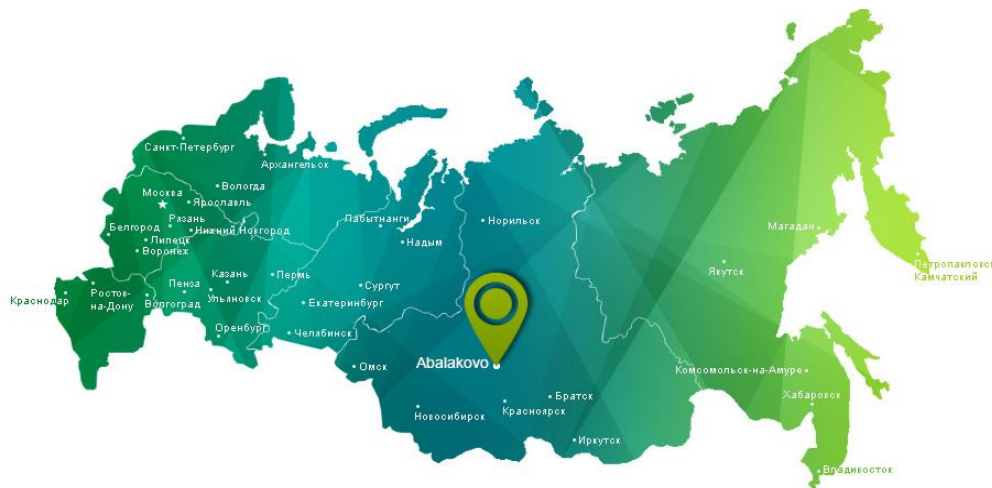 Санкт-Петербург
Архангельск
Вологда
Москва
Ярославль
Рязань
Нижний Новгород
Белгород
Липецк
Воронеж
Лабытнанги
Надым
Норильск
Магадан
Якутск
Петропавловск
Камчатский
Казань
Пермь
Пенза
Сургут
Краснодар
Ростов-
на-Дону
Волгоград
Ульяновск
Екатеринбург
Оренбург
Челябинск
Abalakovo
Омск
Комсомольск-на-Амуре
Братск
Хабаровск
Новосибирск
Красноярск
Иркутск
Владивосток